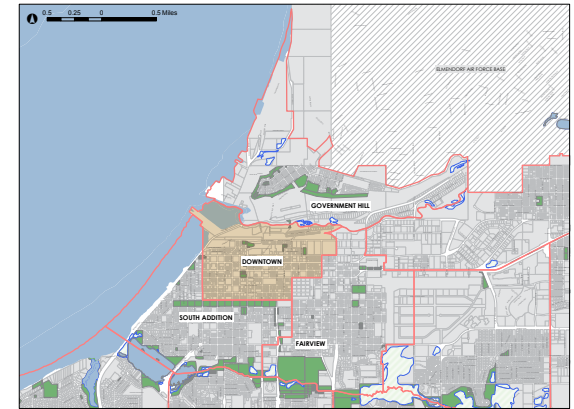 0.5 0.25 0 0.5 Miles
ELMENDORF AIR FORCE BASE
GOVERNMENT HILL
DOWNTOWN
SOUTH ADDITION
FAIRVIEW